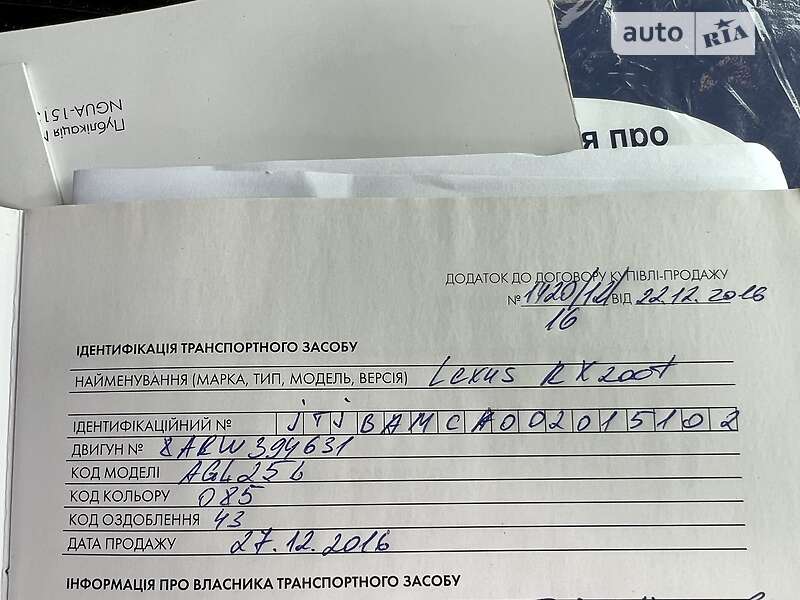 auto RIA
Публікація
NGUA-151
я про
ДОДАТОК ДО ДОГОВОРУ КУПІВЛІ-ПРОДАЖУ
№ 1420/12/ ВІД 22.12.2016
16
ІДЕНТИФІКАЦІЯ ТРАНСПОРТНОГО ЗАСОБУ
НАЙМЕНУВАННЯ (МАРКА, ТИП, МОДЕЛЬ, ВЕРСІЯ) Lexus RX200t
ІДЕНТИФІКАЦІЙНИЙ № JTJBAMCA002015102
ДВИГУН № 8ARW394631
КОД МОДЕЛІ AGL25L
КОД КОЛЬОРУ 085
КОД ОЗДОБЛЕННЯ 43
ДАТА ПРОДАЖУ 27.12.2016
ІНФОРМАЦІЯ ПРО ВЛАСНИКА ТРАНСПОРТНОГО ЗАСОБУ